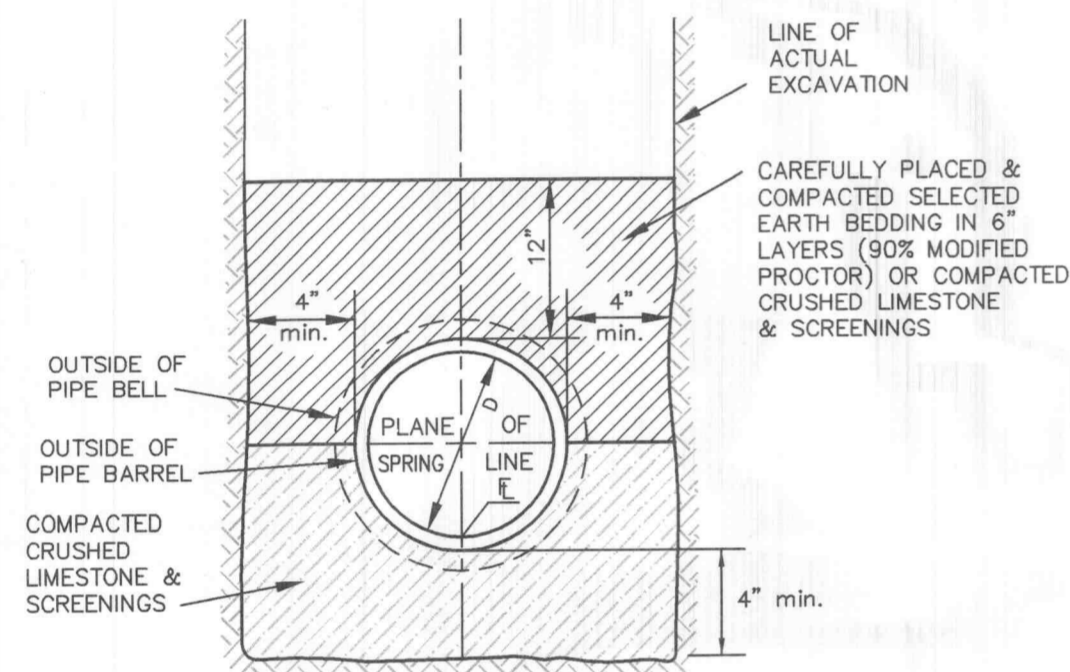 LINE OF
ACTUAL
EXCAVATION
CAREFULLY PLACED &
COMPACTED SELECTED
EARTH BEDDING IN 6"
LAYERS (90% MODIFIED
PROCTOR) OR COMPACTED
CRUSHED LIMESTONE
& SCREENINGS
12"
4"
min.
4"
min.
OUTSIDE OF
PIPE BELL
OUTSIDE OF
PIPE BARREL
D
PLANE OF
SPRING LINE
FL
COMPACTED
CRUSHED
LIMESTONE &
SCREENINGS
4" min.